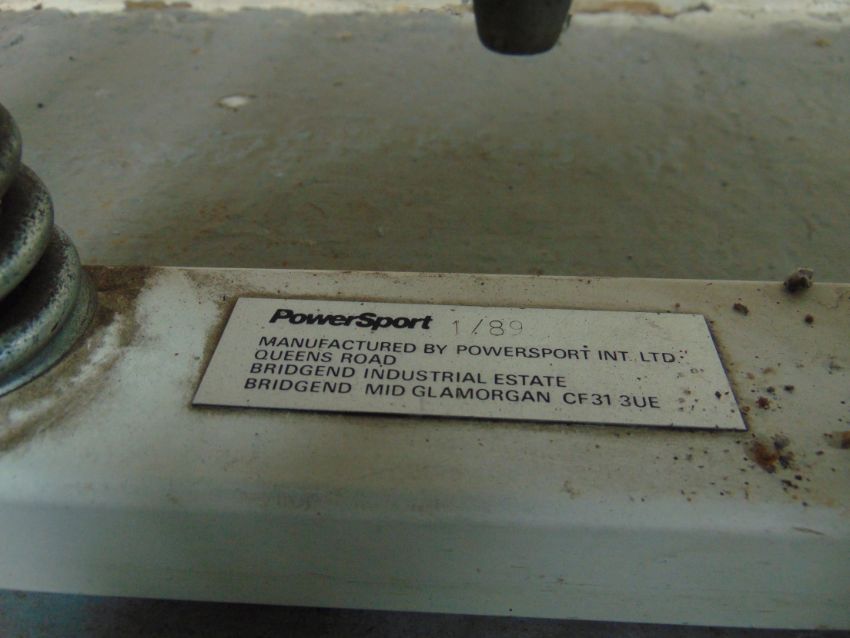 PowerSport 1/89
MANUFACTURED BY POWERSPORT INT. LTD.
QUEENS ROAD
BRIDGEND INDUSTRIAL ESTATE
BRIDGEND MID GLAMORGAN CF31 3UE